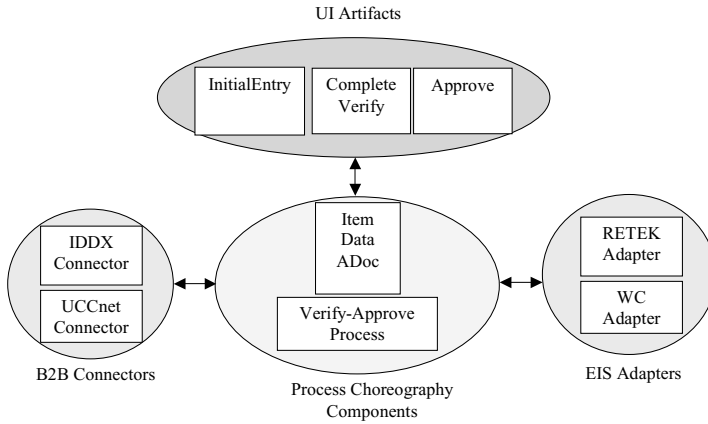 UI Artifacts
InitialEntry
Complete
Verify
Approve
Item
Data
ADoc
Verify-Approve
Process
IDDX
Connector
UCCnet
Connector
RETEK
Adapter
WC
Adapter
B2B Connectors
Process Choreography
Components
EIS Adapters